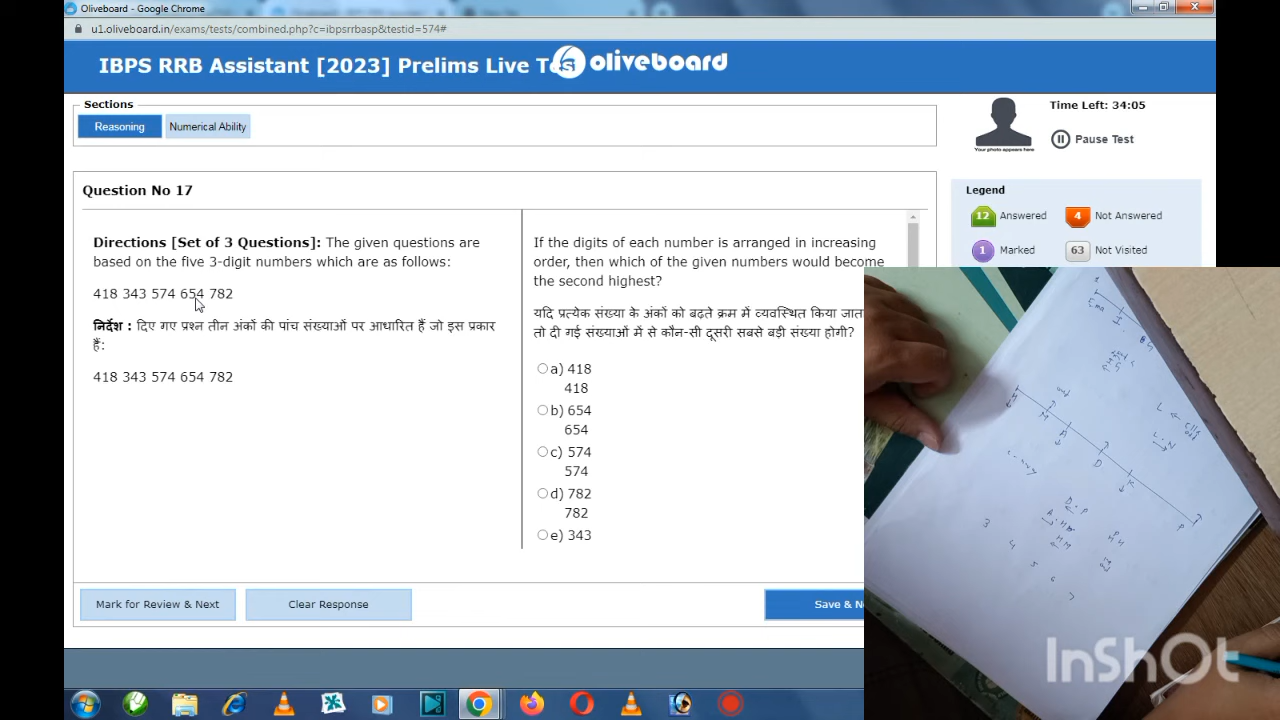 Oliveboard - Google Chrome
u1.oliveboard.in/exams/tests/combined.php?c=ibpsrrbasp&testid=574#
IBPS RRB Assistant [2023] Prelims Live
oliveboard
Sections
Reasoning
Numerical Ability
Time Left: 34:05
Your photo appears here
Pause Test
Question No 17
Legend
12 Answered
4 Not Answered
1 Marked
63 Not Visited
Directions [Set of 3 Questions]: The given questions are
based on the five 3-digit numbers which are as follows:
418 343 574 654 782
निर्देश : दिए गए प्रश्न तीन अंकों की पांच संख्याओं पर आधारित हैं जो इस प्रकार
हैं:
418 343 574 654 782
If the digits of each number is arranged in increasing
order, then which of the given numbers would become
the second highest?
यदि प्रत्येक संख्या के अंकों को बढ़ते क्रम में व्यवस्थित किया जाता
तो दी गई संख्याओं में से कौन-सी दूसरी सबसे बड़ी संख्या होगी?
a) 418
418
b) 654
654
c) 574
574
d) 782
782
e) 343
Mark for Review & Next
Clear Response
Save &
InShOt